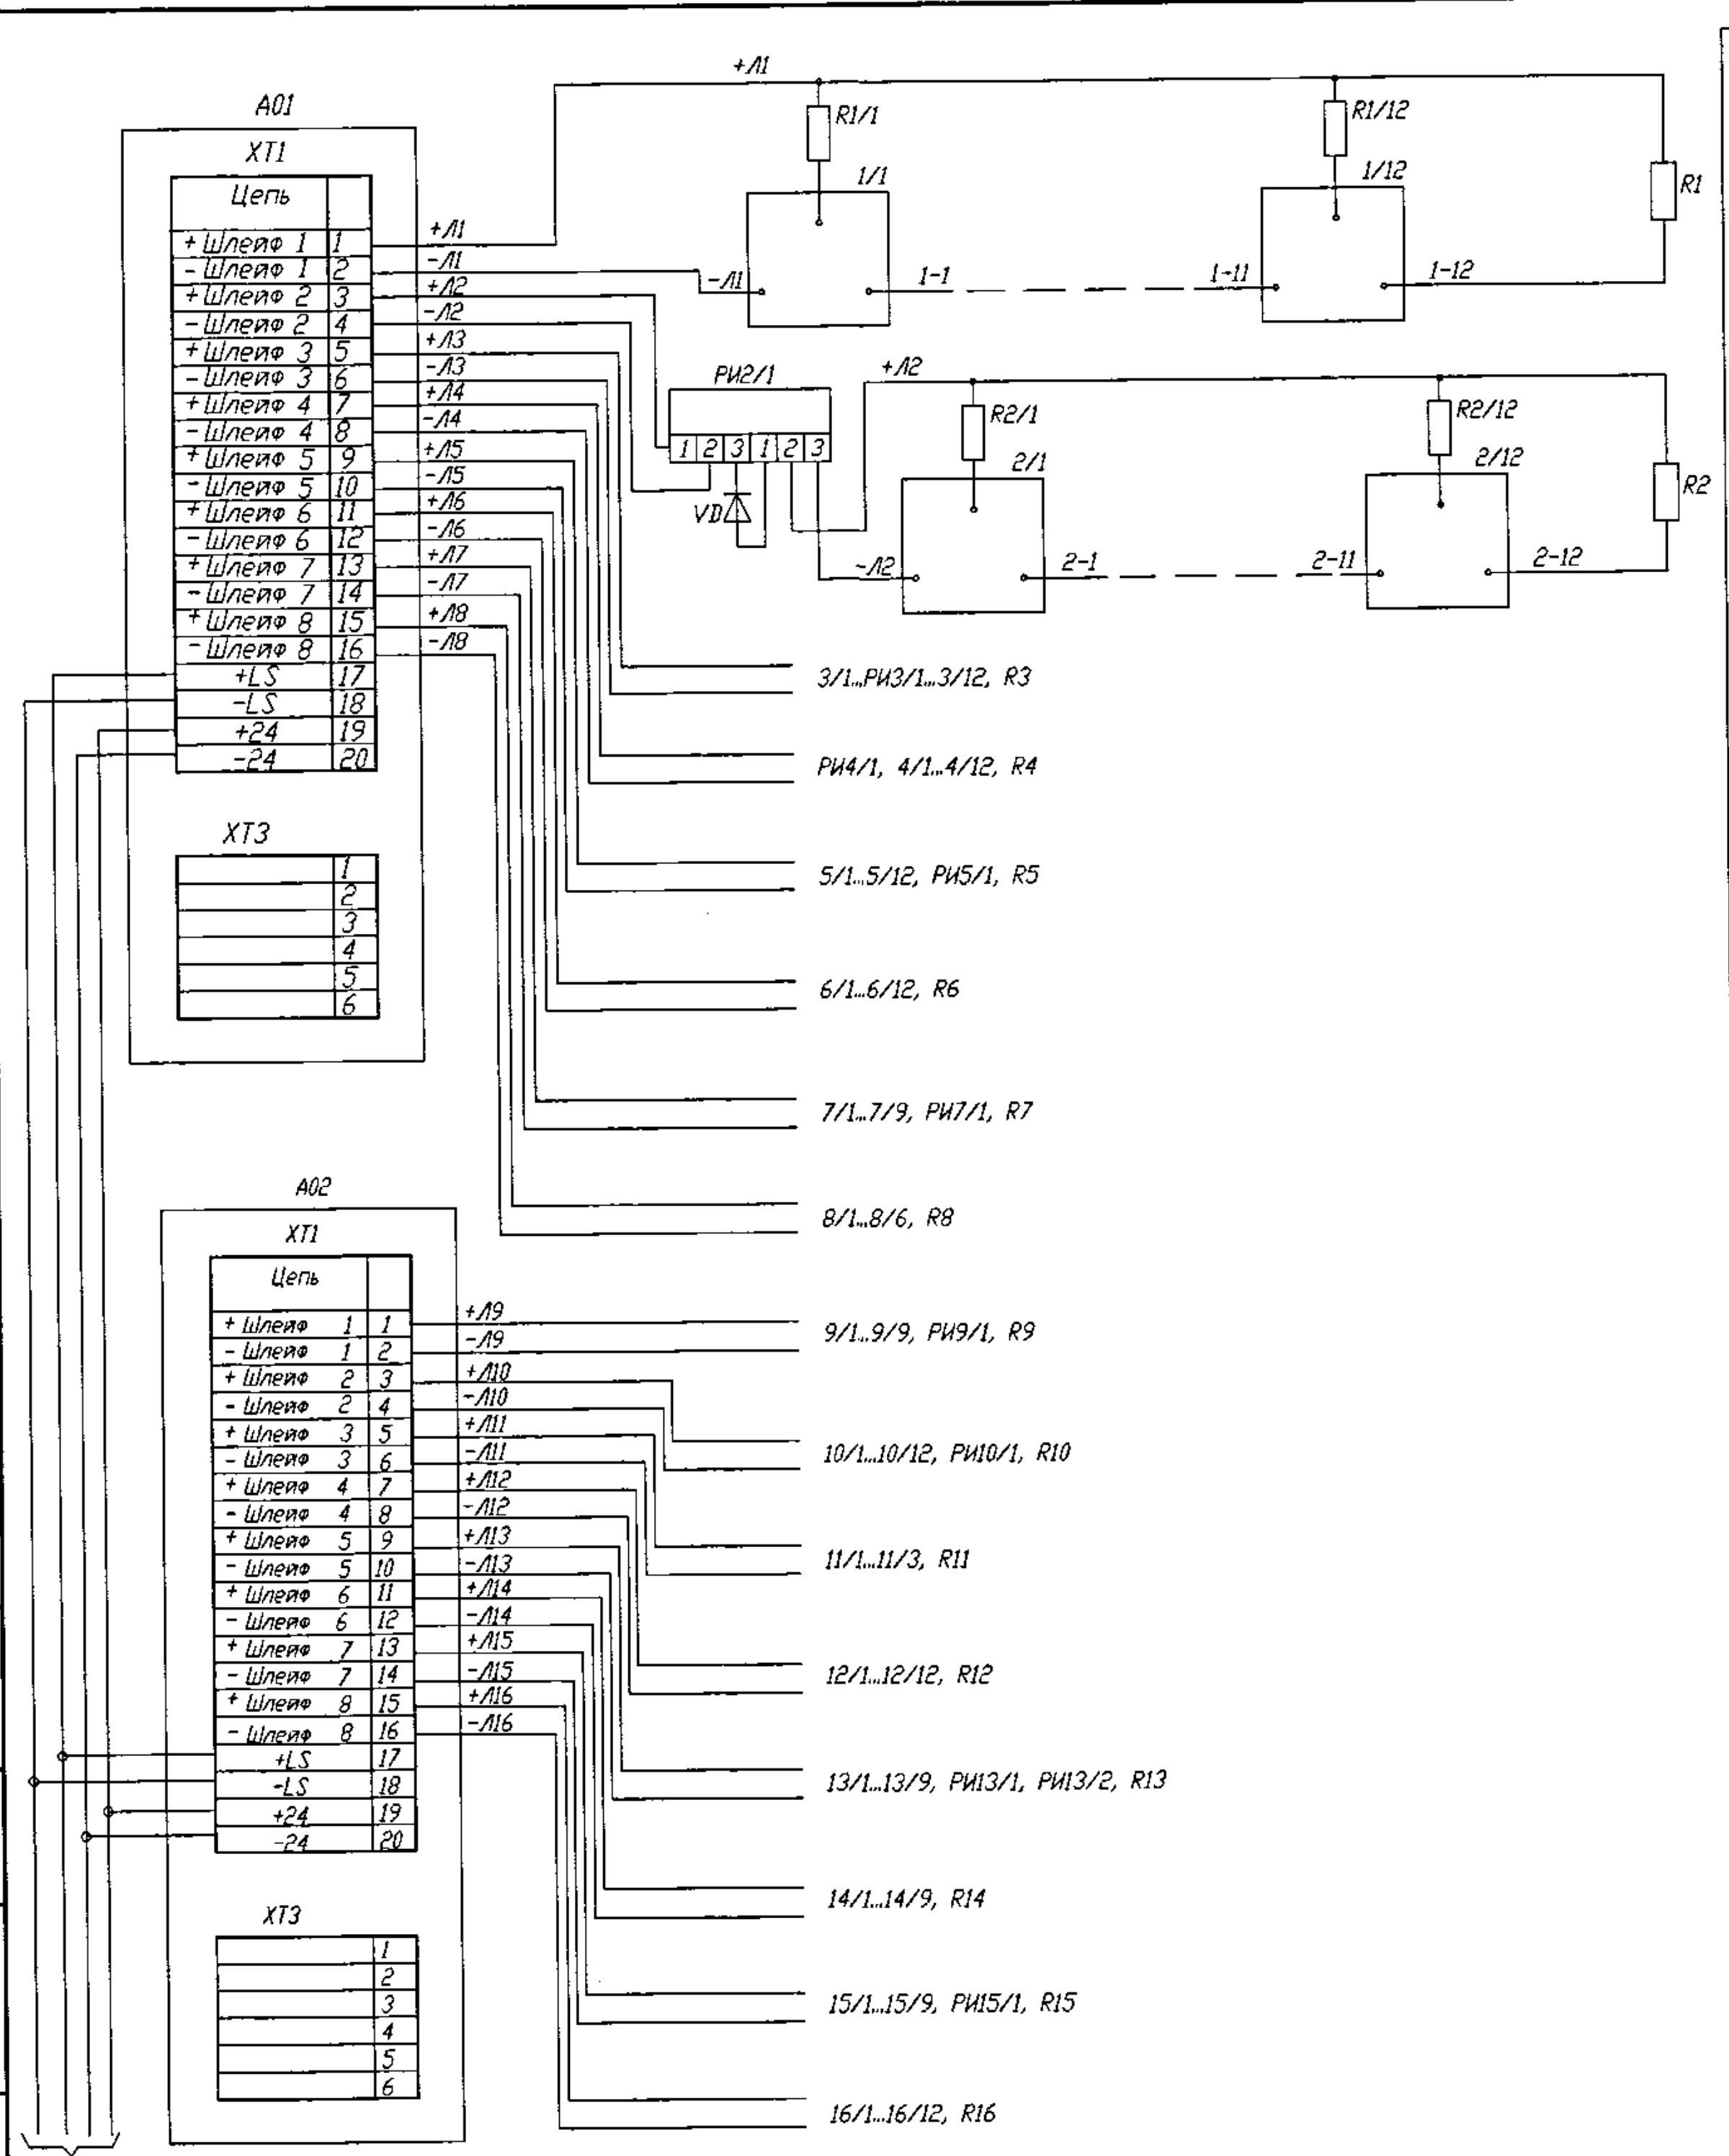 +Л1
A01
XT1
Цепь
+ Шлейф 1 1 +Л1
- Шлейф 1 2 -Л1
+ Шлейф 2 3 +Л2
- Шлейф 2 4 -Л2
+ Шлейф 3 5 +Л3
- Шлейф 3 6 -Л3
+ Шлейф 4 7 +Л4
- Шлейф 4 8 -Л4
+ Шлейф 5 9 +Л5
- Шлейф 5 10 -Л5
+ Шлейф 6 11 +Л6
- Шлейф 6 12 -Л6
+ Шлейф 7 13 +Л7
- Шлейф 7 14 -Л7
+ Шлейф 8 15 +Л8
- Шлейф 8 16 -Л8
+LS 17
-LS 18
+24 19
-24 20
R1/1
R1/12
1/1
1/12
R1
-Л1
1-1
1-11
1-12
РИ2/1
+Л2
1 2 3 1 2 3
VD
R2/1
R2/12
2/1
2/12
R2
-Л2
2-1
2-11
2-12
3/1...РИ3/1...3/12, R3
РИ4/1, 4/1...4/12, R4
5/1...5/12, РИ5/1, R5
6/1...6/12, R6
7/1...7/9, РИ7/1, R7
8/1...8/6, R8
XT3
1
2
3
4
5
6
A02
XT1
Цепь
+ Шлейф 1 1 +Л9
- Шлейф 1 2 -Л9
+ Шлейф 2 3 +Л10
- Шлейф 2 4 -Л10
+ Шлейф 3 5 +Л11
- Шлейф 3 6 -Л11
+ Шлейф 4 7 +Л12
- Шлейф 4 8 -Л12
+ Шлейф 5 9 +Л13
- Шлейф 5 10 -Л13
+ Шлейф 6 11 +Л14
- Шлейф 6 12 -Л14
+ Шлейф 7 13 +Л15
- Шлейф 7 14 -Л15
+ Шлейф 8 15 +Л16
- Шлейф 8 16 -Л16
+LS 17
-LS 18
+24 19
-24 20
9/1...9/9, РИ9/1, R9
10/1...10/12, РИ10/1, R10
11/1...11/3, R11
12/1...12/12, R12
13/1...13/9, РИ13/1, РИ13/2, R13
14/1...14/9, R14
15/1...15/9, РИ15/1, R15
16/1...16/12, R16
XT3
1
2
3
4
5
6